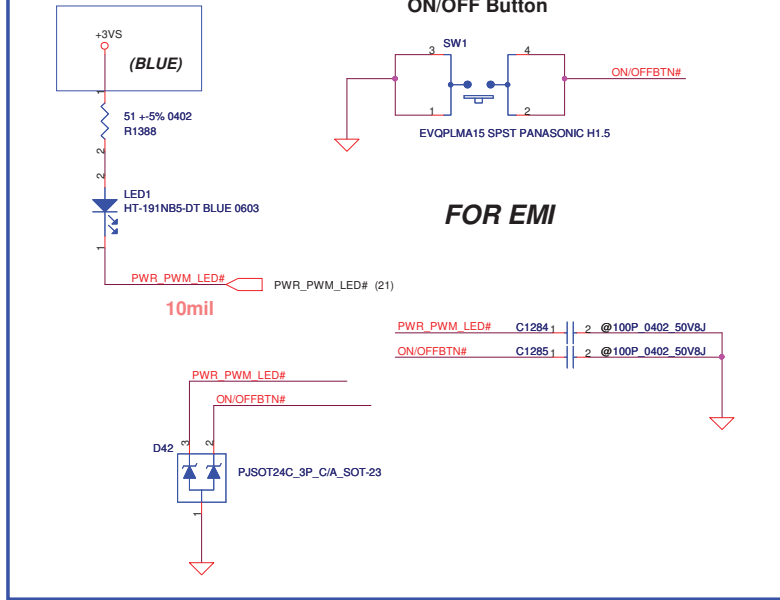 ON/OFF Button
+3VS
(BLUE)
1
51 +-5% 0402
R1388
2
2
LED1
HT-191NB5-DT BLUE 0603
1
PWR_PWM_LED#
PWR_PWM_LED# (21)
10mil
SW1
3
4
1
2
ON/OFFBTN#
EVQPLMA15 SPST PANASONIC H1.5
FOR EMI
PWR_PWM_LED#
C1284
1
2
@100P_0402_50V8J
ON/OFFBTN#
C1285
1
2
@100P_0402_50V8J
PWR_PWM_LED#
ON/OFFBTN#
D42
3
2
PJSOT24C_3P_C/A_SOT-23
1